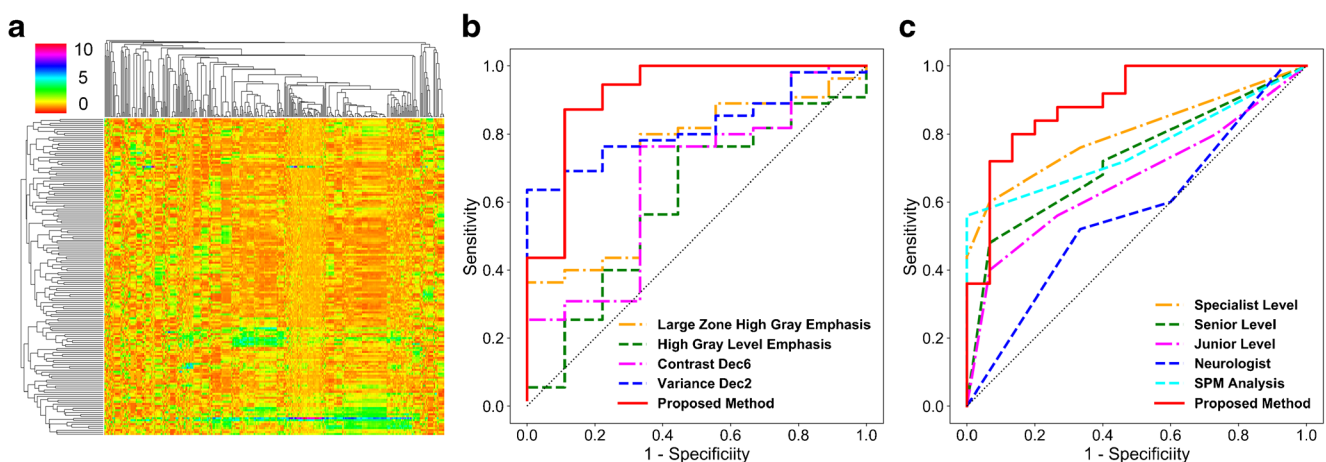 a
10
5
0
b
1.0
0.8
0.6
0.4
0.2
0.0
Sensitivity
Large Zone High Gray Emphasis
High Gray Level Emphasis
Contrast Dec6
Variance Dec2
Proposed Method
0.0 0.2 0.4 0.6 0.8 1.0
1 - Specificiity
c
1.0
0.8
0.6
0.4
0.2
0.0
Sensitivity
Specialist Level
Senior Level
Junior Level
Neurologist
SPM Analysis
Proposed Method
0.0 0.2 0.4 0.6 0.8 1.0
1 - Specificiity